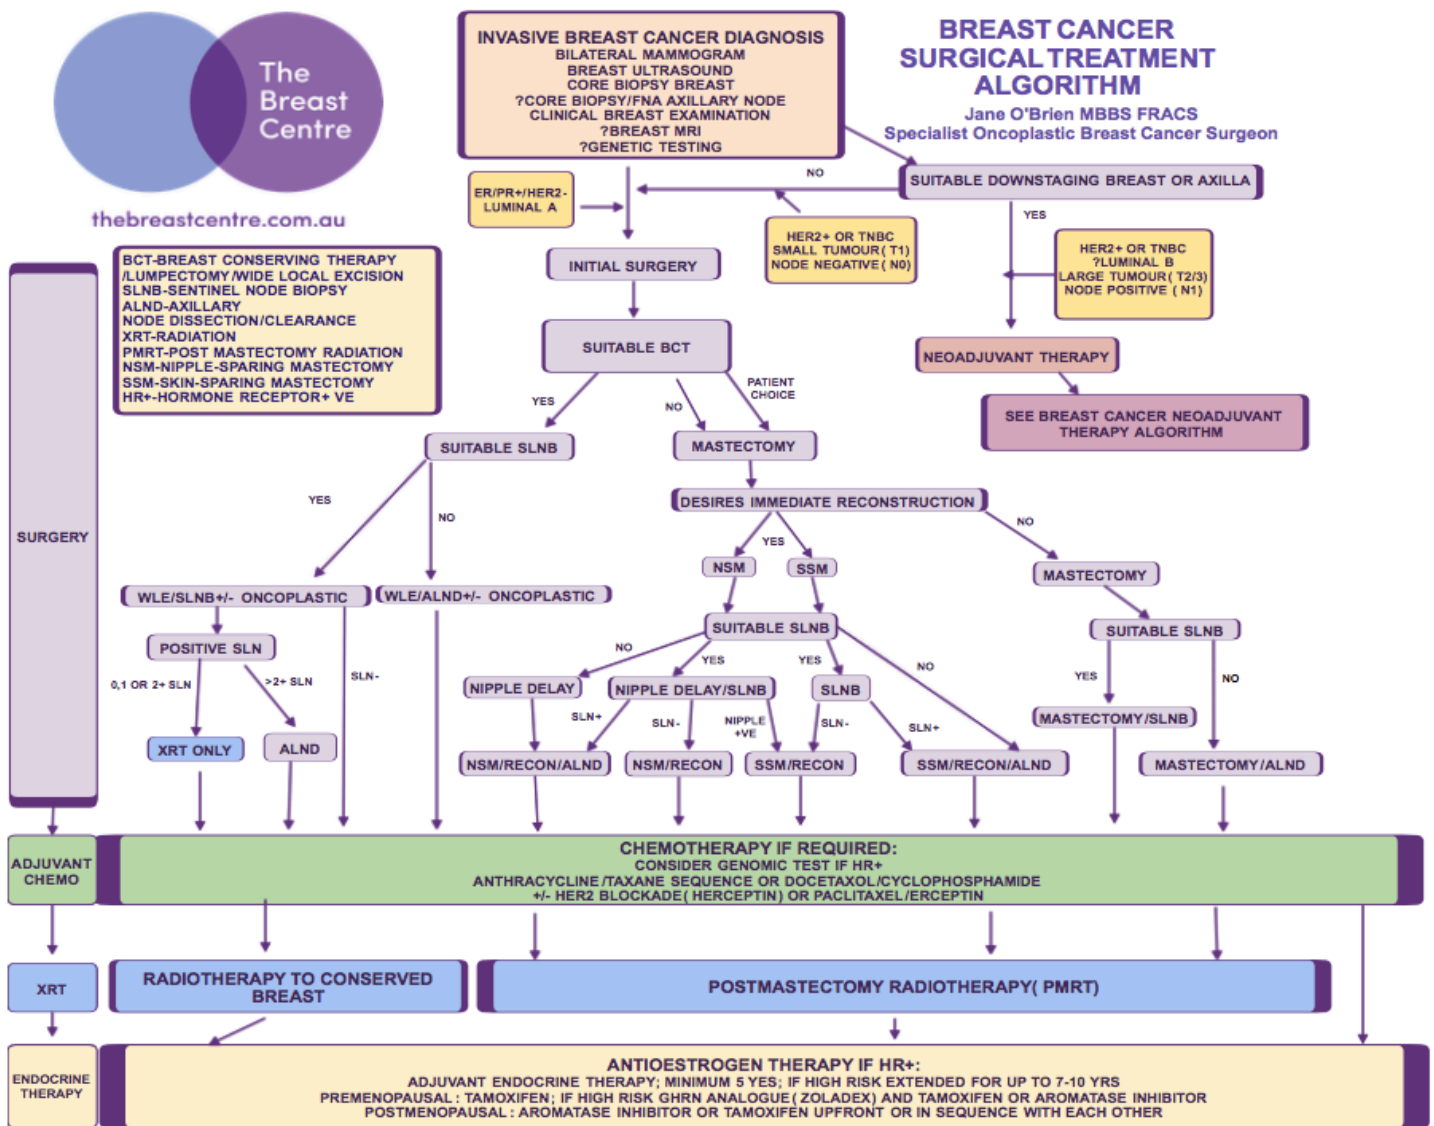 The
Breast
Centre
thebreastcentre.com.au
INVASIVE BREAST CANCER DIAGNOSIS
BILATERAL MAMMOGRAM
BREAST ULTRASOUND
CORE BIOPSY BREAST
?CORE BIOPSY/FNA AXILLARY NODE
CLINICAL BREAST EXAMINATION
?BREAST MRI
?GENETIC TESTING
BREAST CANCER
SURGICAL TREATMENT
ALGORITHM
Jane O'Brien MBBS FRACS
Specialist Oncoplastic Breast Cancer Surgeon
NO
SUITABLE DOWNSTAGING BREAST OR AXILLA
ER/PR+/HER2-
LUMINAL A
YES
HER2+ OR TNBC
SMALL TUMOUR( T1)
NODE NEGATIVE( N0)
HER2+ OR TNBC
?LUMINAL B
LARGE TUMOUR( T2/3)
NODE POSITIVE ( N1)
BCT-BREAST CONSERVING THERAPY
/LUMPECTOMY/WIDE LOCAL EXCISION
SLNB-SENTINEL NODE BIOPSY
ALND-AXILLARY
NODE DISSECTION/CLEARANCE
XRT-RADIATION
PMRT-POST MASTECTOMY RADIATION
NSM-NIPPLE-SPARING MASTECTOMY
SSM-SKIN-SPARING MASTECTOMY
HR+-HORMONE RECEPTOR+ VE
INITIAL SURGERY
SUITABLE BCT
NEOADJUVANT THERAPY
YES
NO
PATIENT
CHOICE
SEE BREAST CANCER NEOADJUVANT
THERAPY ALGORITHM
SUITABLE SLNB
MASTECTOMY
YES
NO
DESIRES IMMEDIATE RECONSTRUCTION
NO
SURGERY
YES
NSM
SSM
MASTECTOMY
WLE/SLNB+/- ONCOPLASTIC
WLE/ALND+/- ONCOPLASTIC
SUITABLE SLNB
SUITABLE SLNB
POSITIVE SLN
NO
YES
YES
NO
YES
NO
0,1 OR 2+ SLN
>2+ SLN
SLN-
NIPPLE DELAY
NIPPLE DELAY/SLNB
SLNB
MASTECTOMY/SLNB
SLN+
SLN-
NIPPLE
+VE
SLN-
SLN+
XRT ONLY
ALND
NSM/RECON/ALND
NSM/RECON
SSM/RECON
SSM/RECON/ALND
MASTECTOMY/ALND
ADJUVANT
CHEMO
CHEMOTHERAPY IF REQUIRED:
CONSIDER GENOMIC TEST IF HR+
ANTHRACYCLINE/TAXANE SEQUENCE OR DOCETAXOL/CYCLOPHOSPHAMIDE
+/- HER2 BLOCKADE( HERCEPTIN) OR PACLITAXEL/ERCEPTIN
XRT
RADIOTHERAPY TO CONSERVED
BREAST
POSTMASTECTOMY RADIOTHERAPY( PMRT)
ENDOCRINE
THERAPY
ANTIOESTROGEN THERAPY IF HR+:
ADJUVANT ENDOCRINE THERAPY; MINIMUM 5 YES; IF HIGH RISK EXTENDED FOR UP TO 7-10 YRS
PREMENOPAUSAL: TAMOXIFEN; IF HIGH RISK GHRN ANALOGUE( ZOLADEX) AND TAMOXIFEN OR AROMATASE INHIBITOR
POSTMENOPAUSAL: AROMATASE INHIBITOR OR TAMOXIFEN UPFRONT OR IN SEQUENCE WITH EACH OTHER